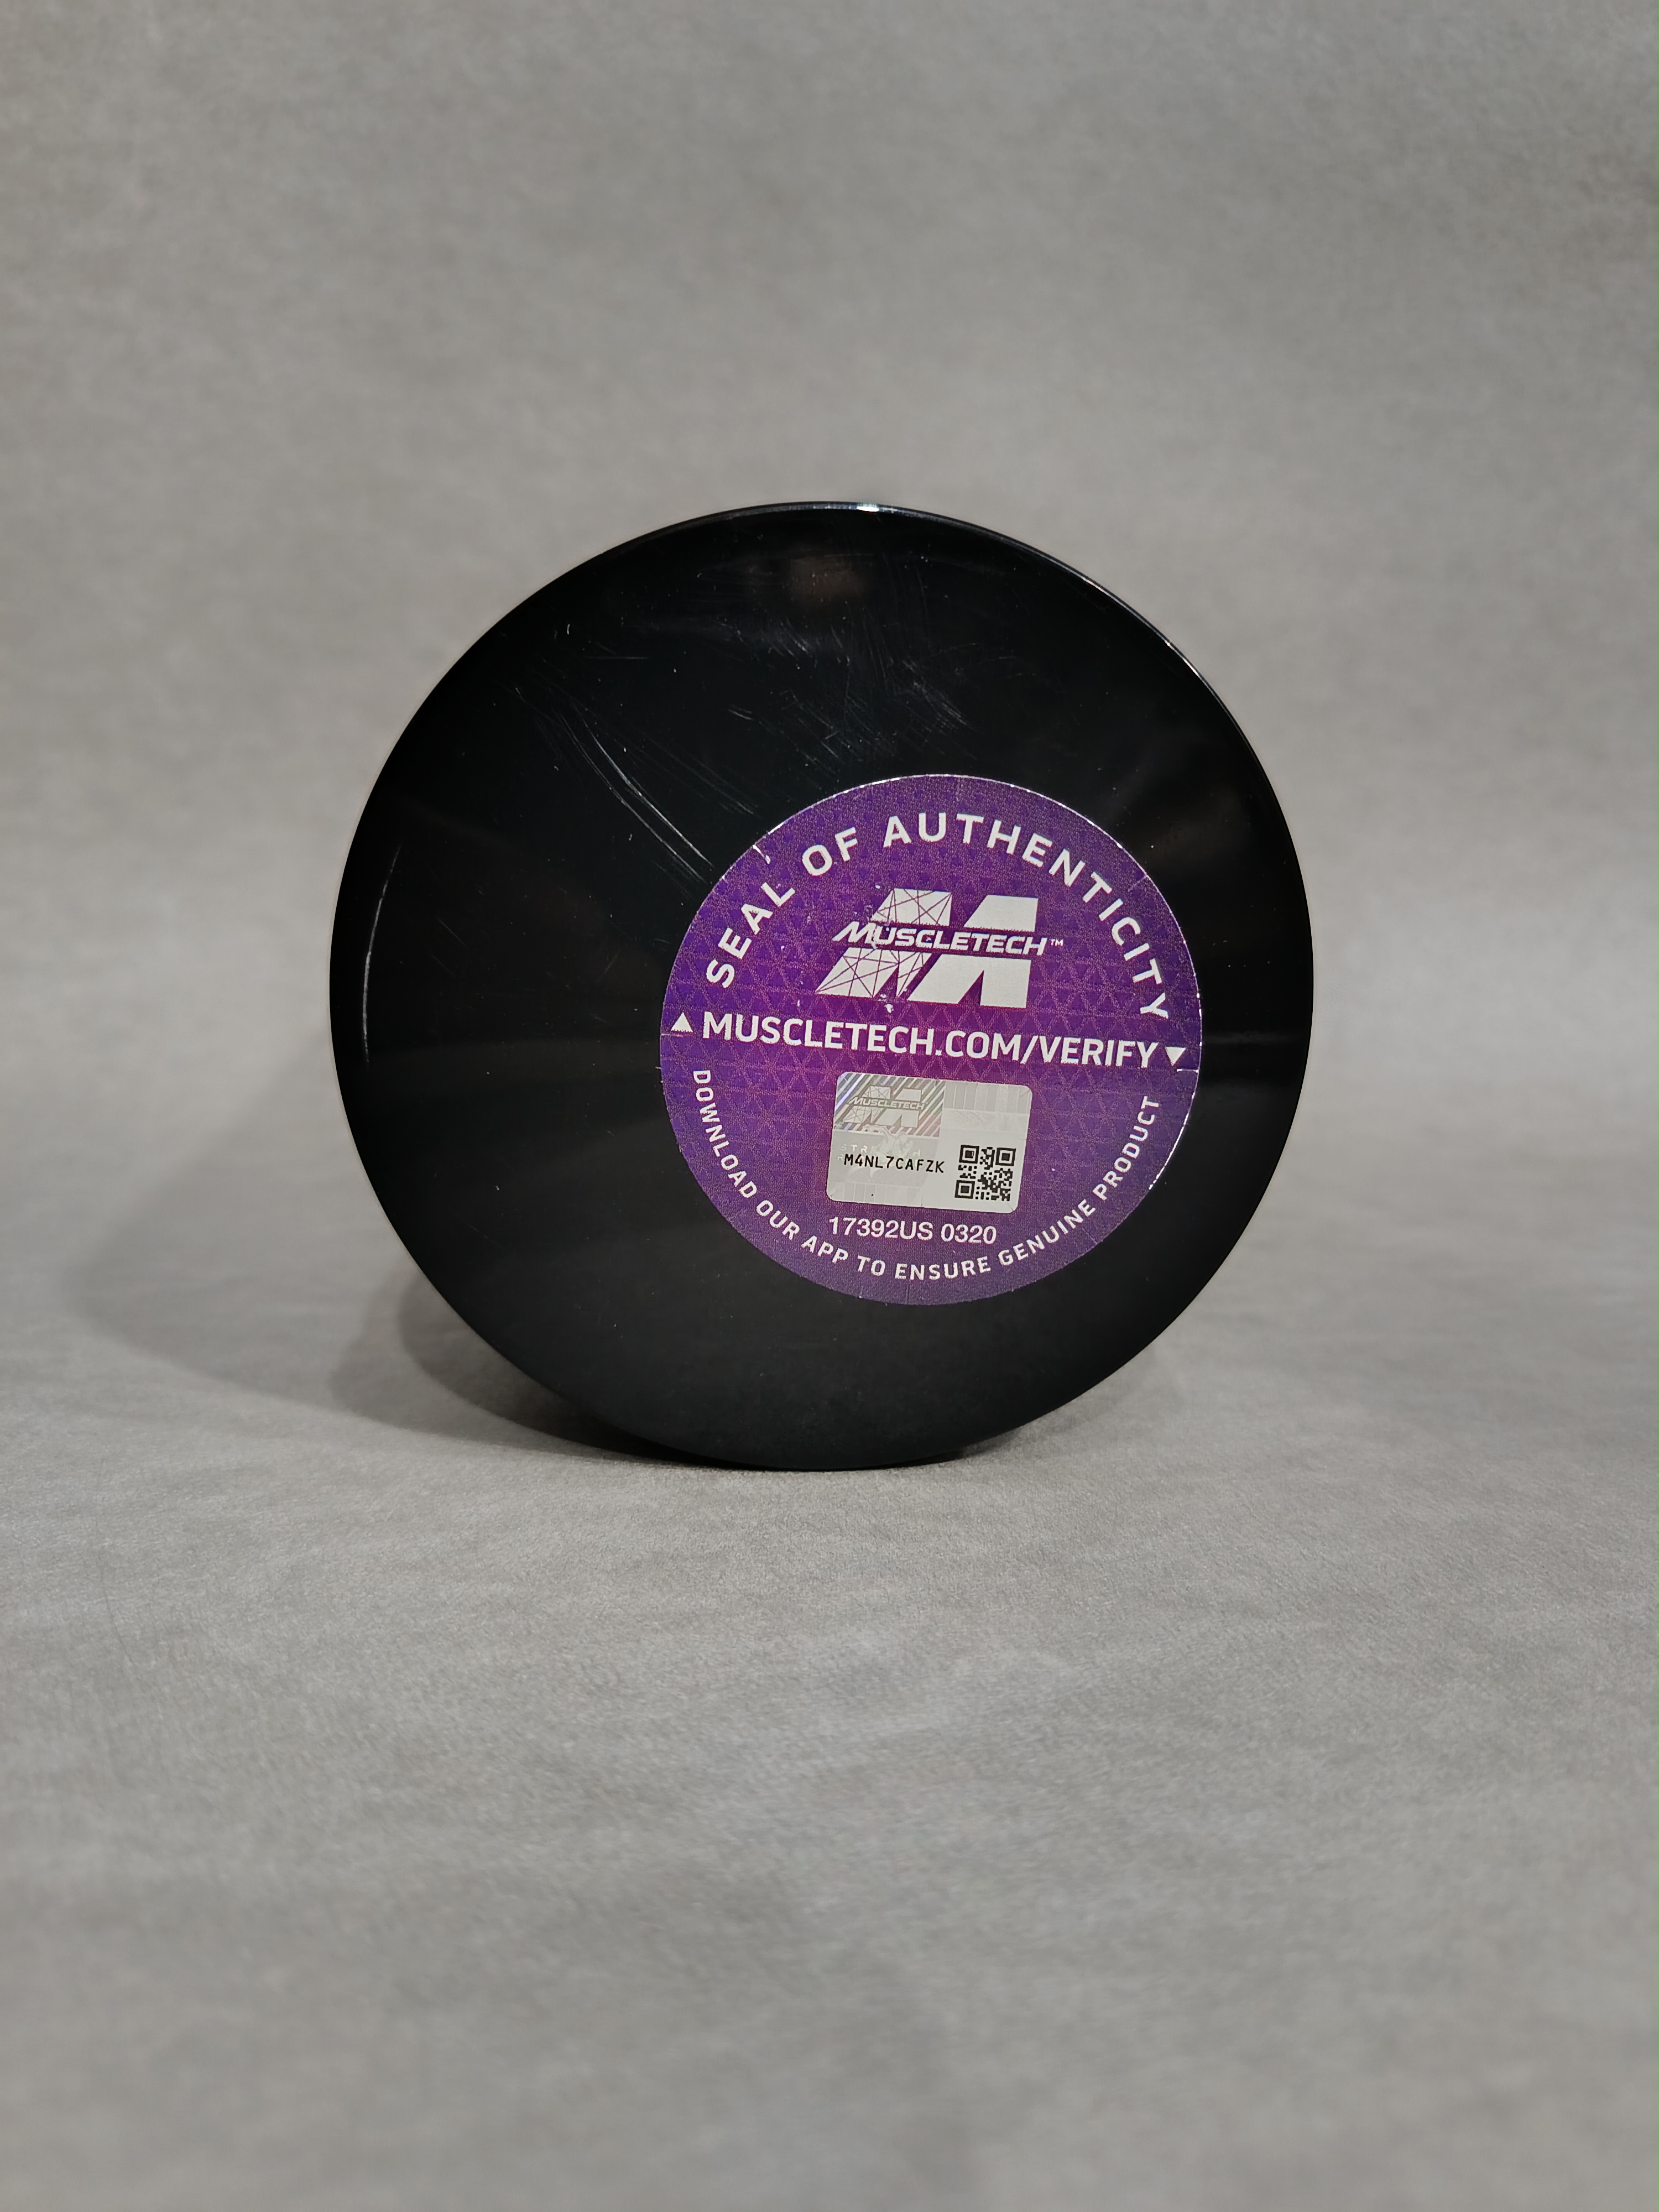 SEAL OF AUTHENTICITY
MUSCLETECH™
▲ MUSCLETECH.COM/VERIFY ▼
MUSCLETECH
M4NL7CAFZK
17392US 0320
DOWNLOAD OUR APP TO ENSURE GENUINE PRODUCT